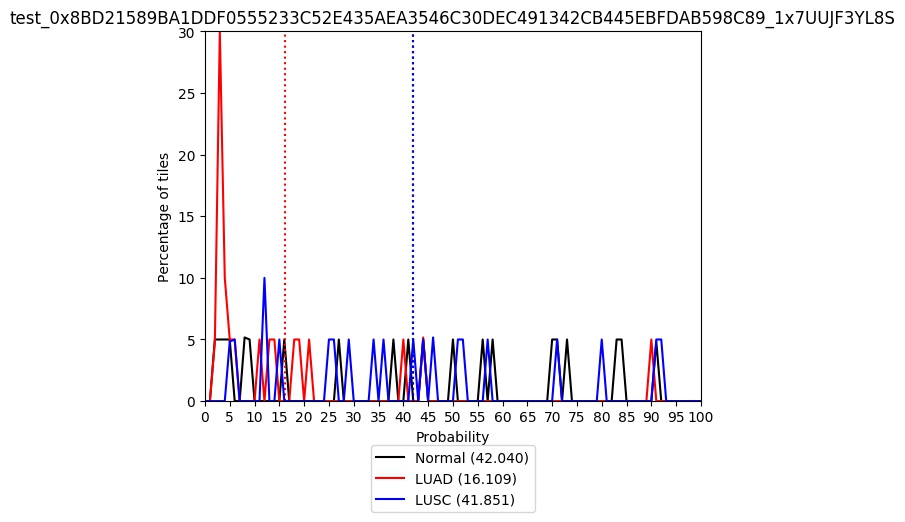 test_0x8BD21589BA1DDF0555233C52E435AEA3546C30DEC491342CB445EBFDAB598C89_1x7UUJF3YL8S
30
25
20
15
10
5
0
Percentage of tiles
0 5 10 15 20 25 30 35 40 45 50 55 60 65 70 75 80 85 90 95 100
Probability
Normal (42.040)
LUAD (16.109)
LUSC (41.851)